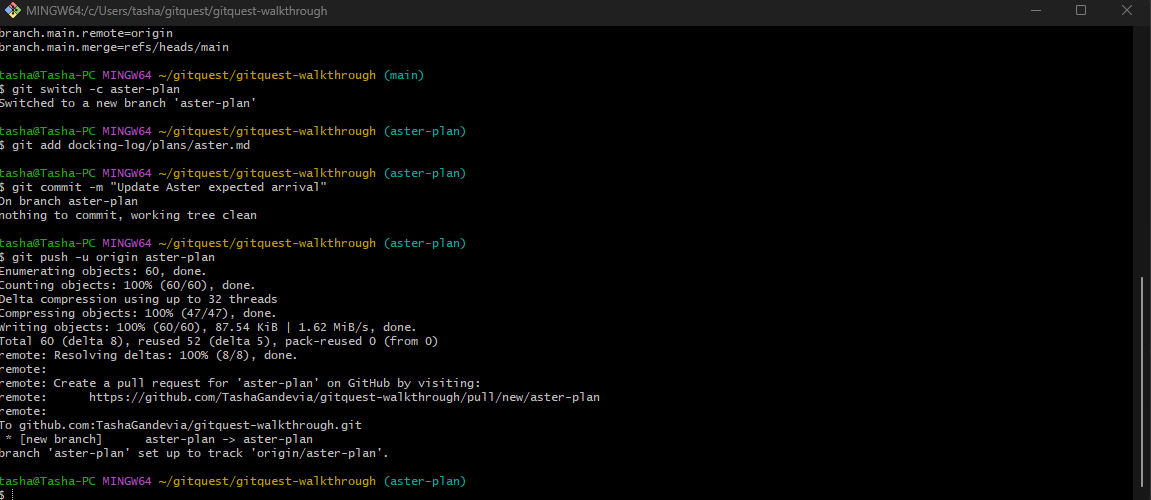 MINGW64:/c/Users/tasha/gitquest/gitquest-walkthrough
branch.main.remote=origin
branch.main.merge=refs/heads/main
tasha@Tasha-PC MINGW64 ~/gitquest/gitquest-walkthrough (main)
$ git switch -c aster-plan
Switched to a new branch 'aster-plan'
tasha@Tasha-PC MINGW64 ~/gitquest/gitquest-walkthrough (aster-plan)
$ git add docking-log/plans/aster.md
tasha@Tasha-PC MINGW64 ~/gitquest/gitquest-walkthrough (aster-plan)
$ git commit -m "Update Aster expected arrival"
On branch aster-plan
nothing to commit, working tree clean
tasha@Tasha-PC MINGW64 ~/gitquest/gitquest-walkthrough (aster-plan)
$ git push -u origin aster-plan
Enumerating objects: 60, done.
Counting objects: 100% (60/60), done.
Delta compression using up to 32 threads
Compressing objects: 100% (47/47), done.
Writing objects: 100% (60/60), 87.54 KiB | 1.62 MiB/s, done.
Total 60 (delta 8), reused 52 (delta 5), pack-reused 0 (from 0)
remote: Resolving deltas: 100% (8/8), done.
remote:
remote: Create a pull request for 'aster-plan' on GitHub by visiting:
remote:      https://github.com/TashaGandevia/gitquest-walkthrough/pull/new/aster-plan
remote:
To github.com:TashaGandevia/gitquest-walkthrough.git
 * [new branch]      aster-plan -> aster-plan
branch 'aster-plan' set up to track 'origin/aster-plan'.
tasha@Tasha-PC MINGW64 ~/gitquest/gitquest-walkthrough (aster-plan)
$